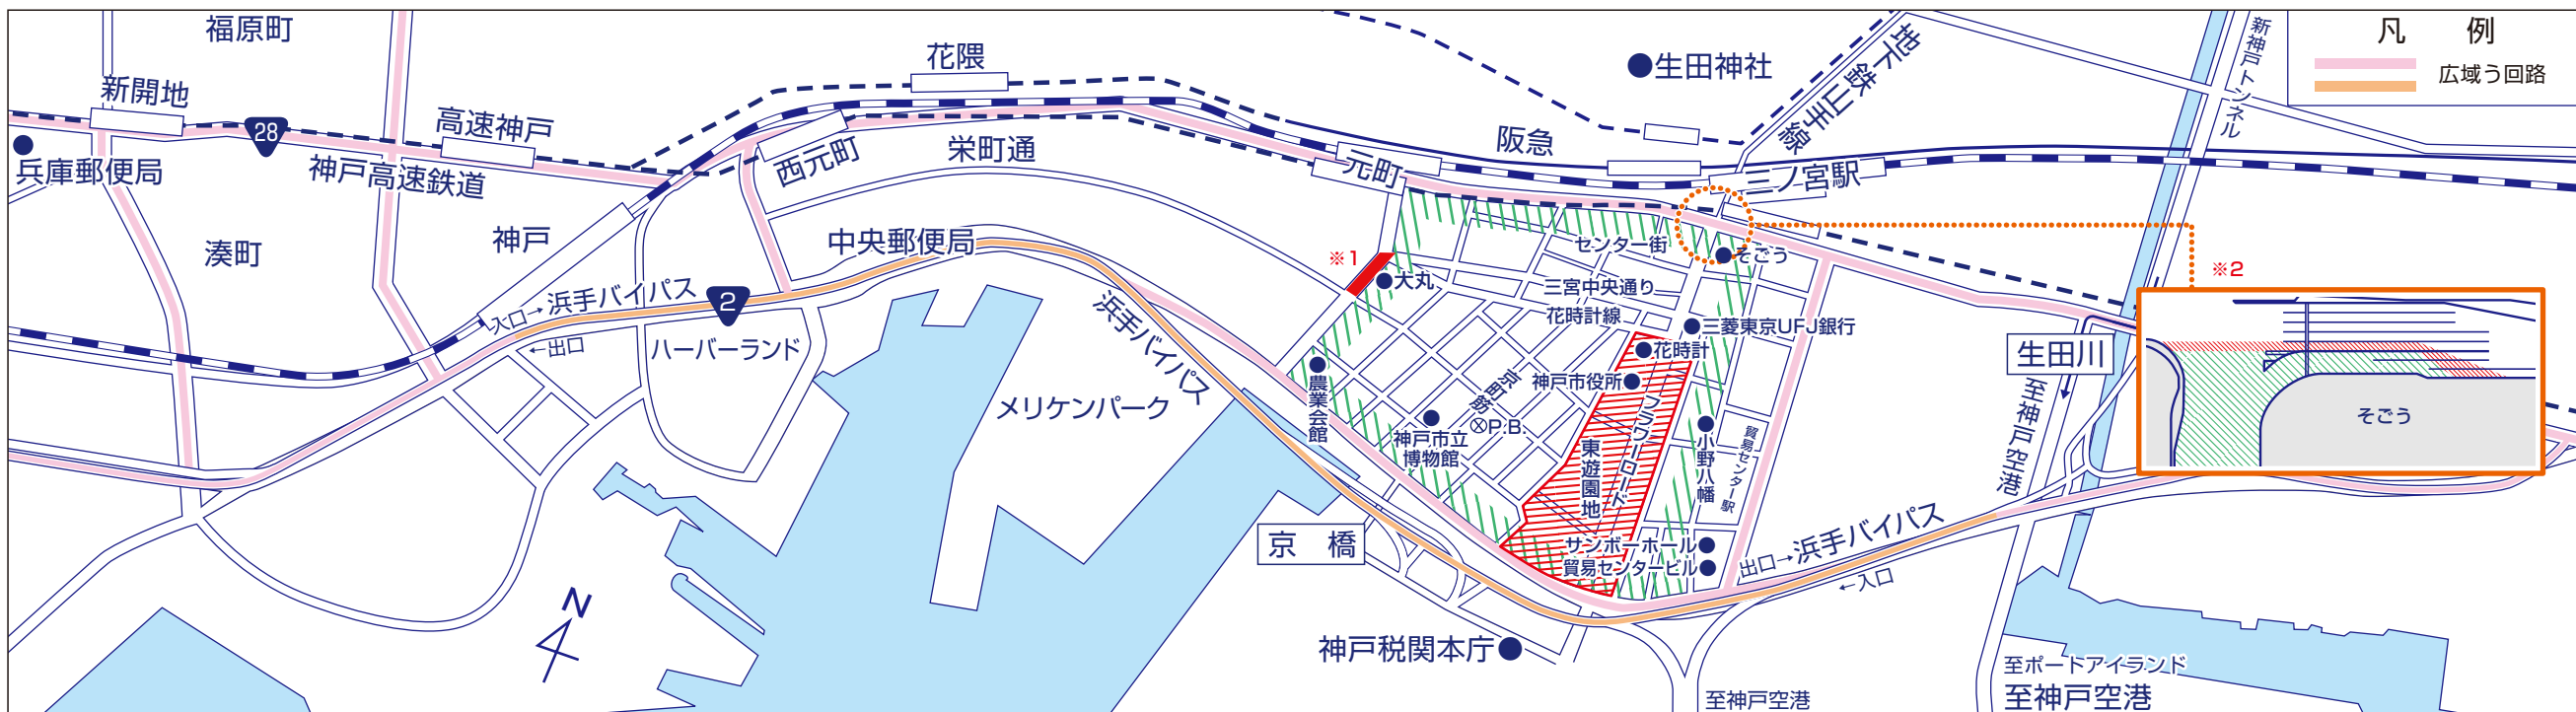 福原町
新開地
28
高速神戸
兵庫郵便局
神戸高速鉄道
湊町
神戸
花隈
栄町通
西元町
中央郵便局
入口→浜手バイパス
2
←出口
ハーバーランド
メリケンパーク
浜手バイパス
N
生田神社
阪急
地下鉄山手線
元町
三ノ宮駅
新神戸トンネル
凡 例
広域う回路
センター街
そごう
※1
大丸
三宮中央通り
花時計線
三菱東京UFJ銀行
花時計
神戸市役所
農業会館
京町筋
P.B.
神戸市立
博物館
フラワーロード
東遊園地
小野八幡
貿易センター駅
サンボーホール
貿易センタービル
京 橋
出口→浜手バイパス
←入口
神戸税関本庁
至神戸空港
※2
生田川
至神戸空港
そごう
至ポートアイランド
至神戸空港